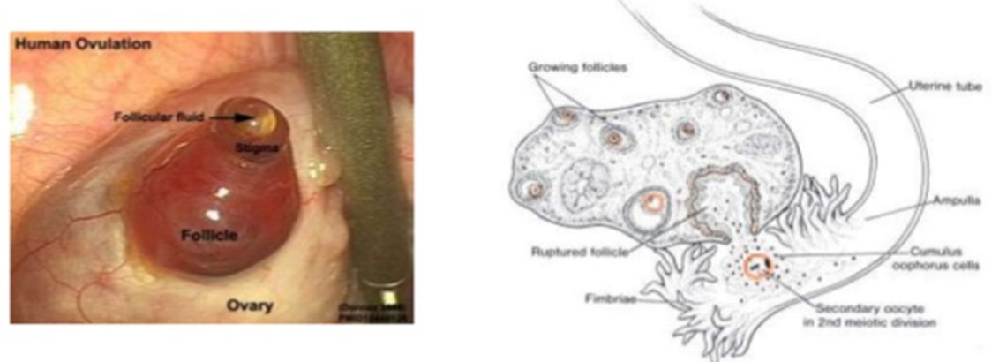 Human Ovulation
Follicular fluid
Stigma
Follicle
Ovary
Growing follicles
Uterine tube
Ampulla
Ruptured follicle
Cumulus
oophorus cells
Fimbriae
Secondary oocyte
in 2nd meiotic division